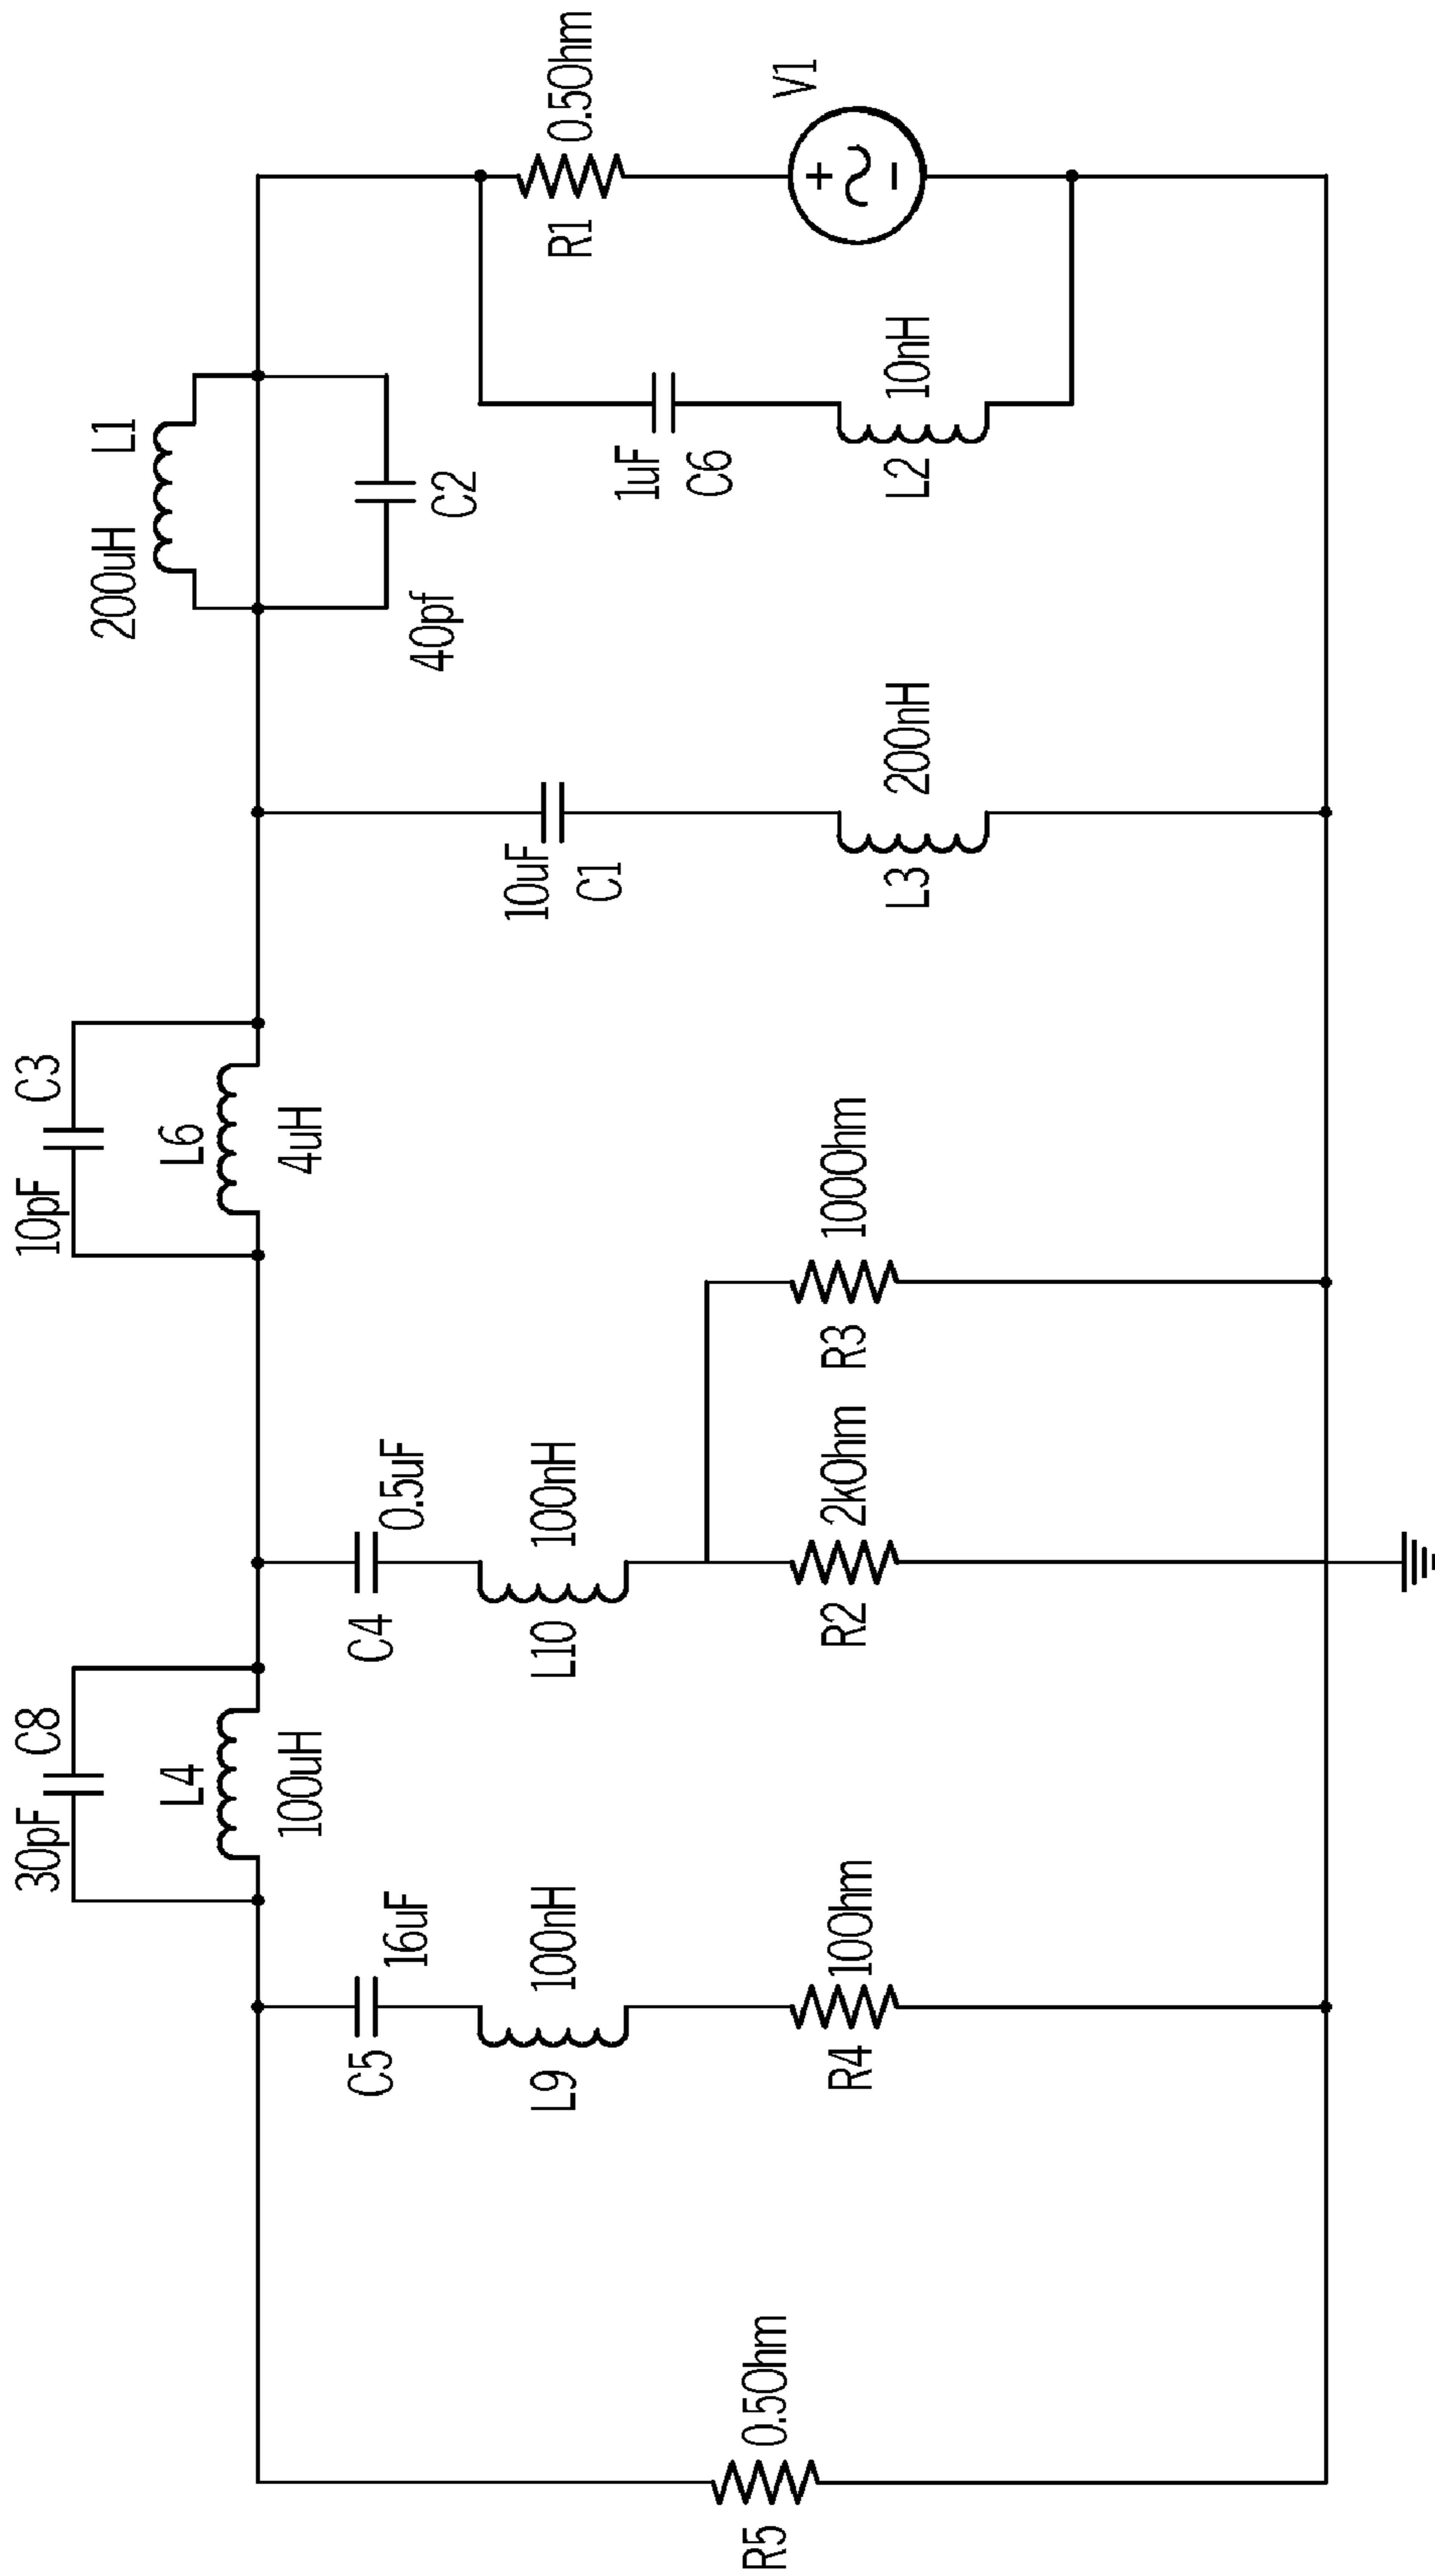 30pF C8
10pF C3
200uH L1
L4
L6
100uH
4uH
C5
16uF
C4
0.5uF
40pf
C2
10uF
L9 100nH
L10 100nH
R1 0.5Ohm
C1
1uF
C6
R5 0.5Ohm
V1
R4 10Ohm
R2 2kOhm
R3 100Ohm
L3 200nH
L2 10nH